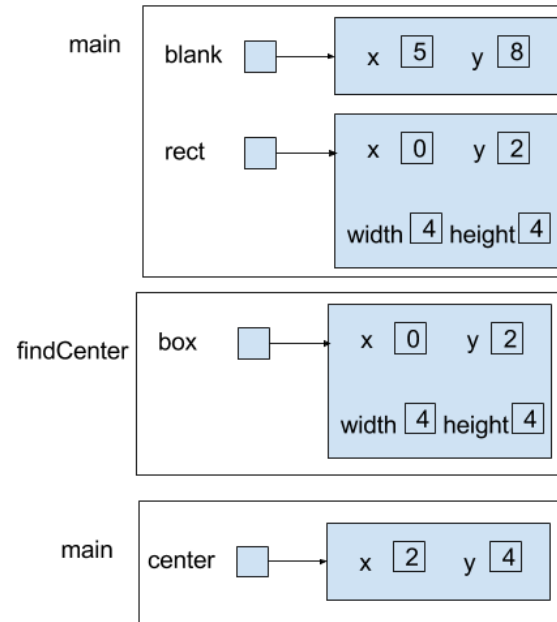 main
blank x 5 y 8
rect x 0 y 2
width 4 height 4
findCenter
box x 0 y 2
width 4 height 4
main
center x 2 y 4